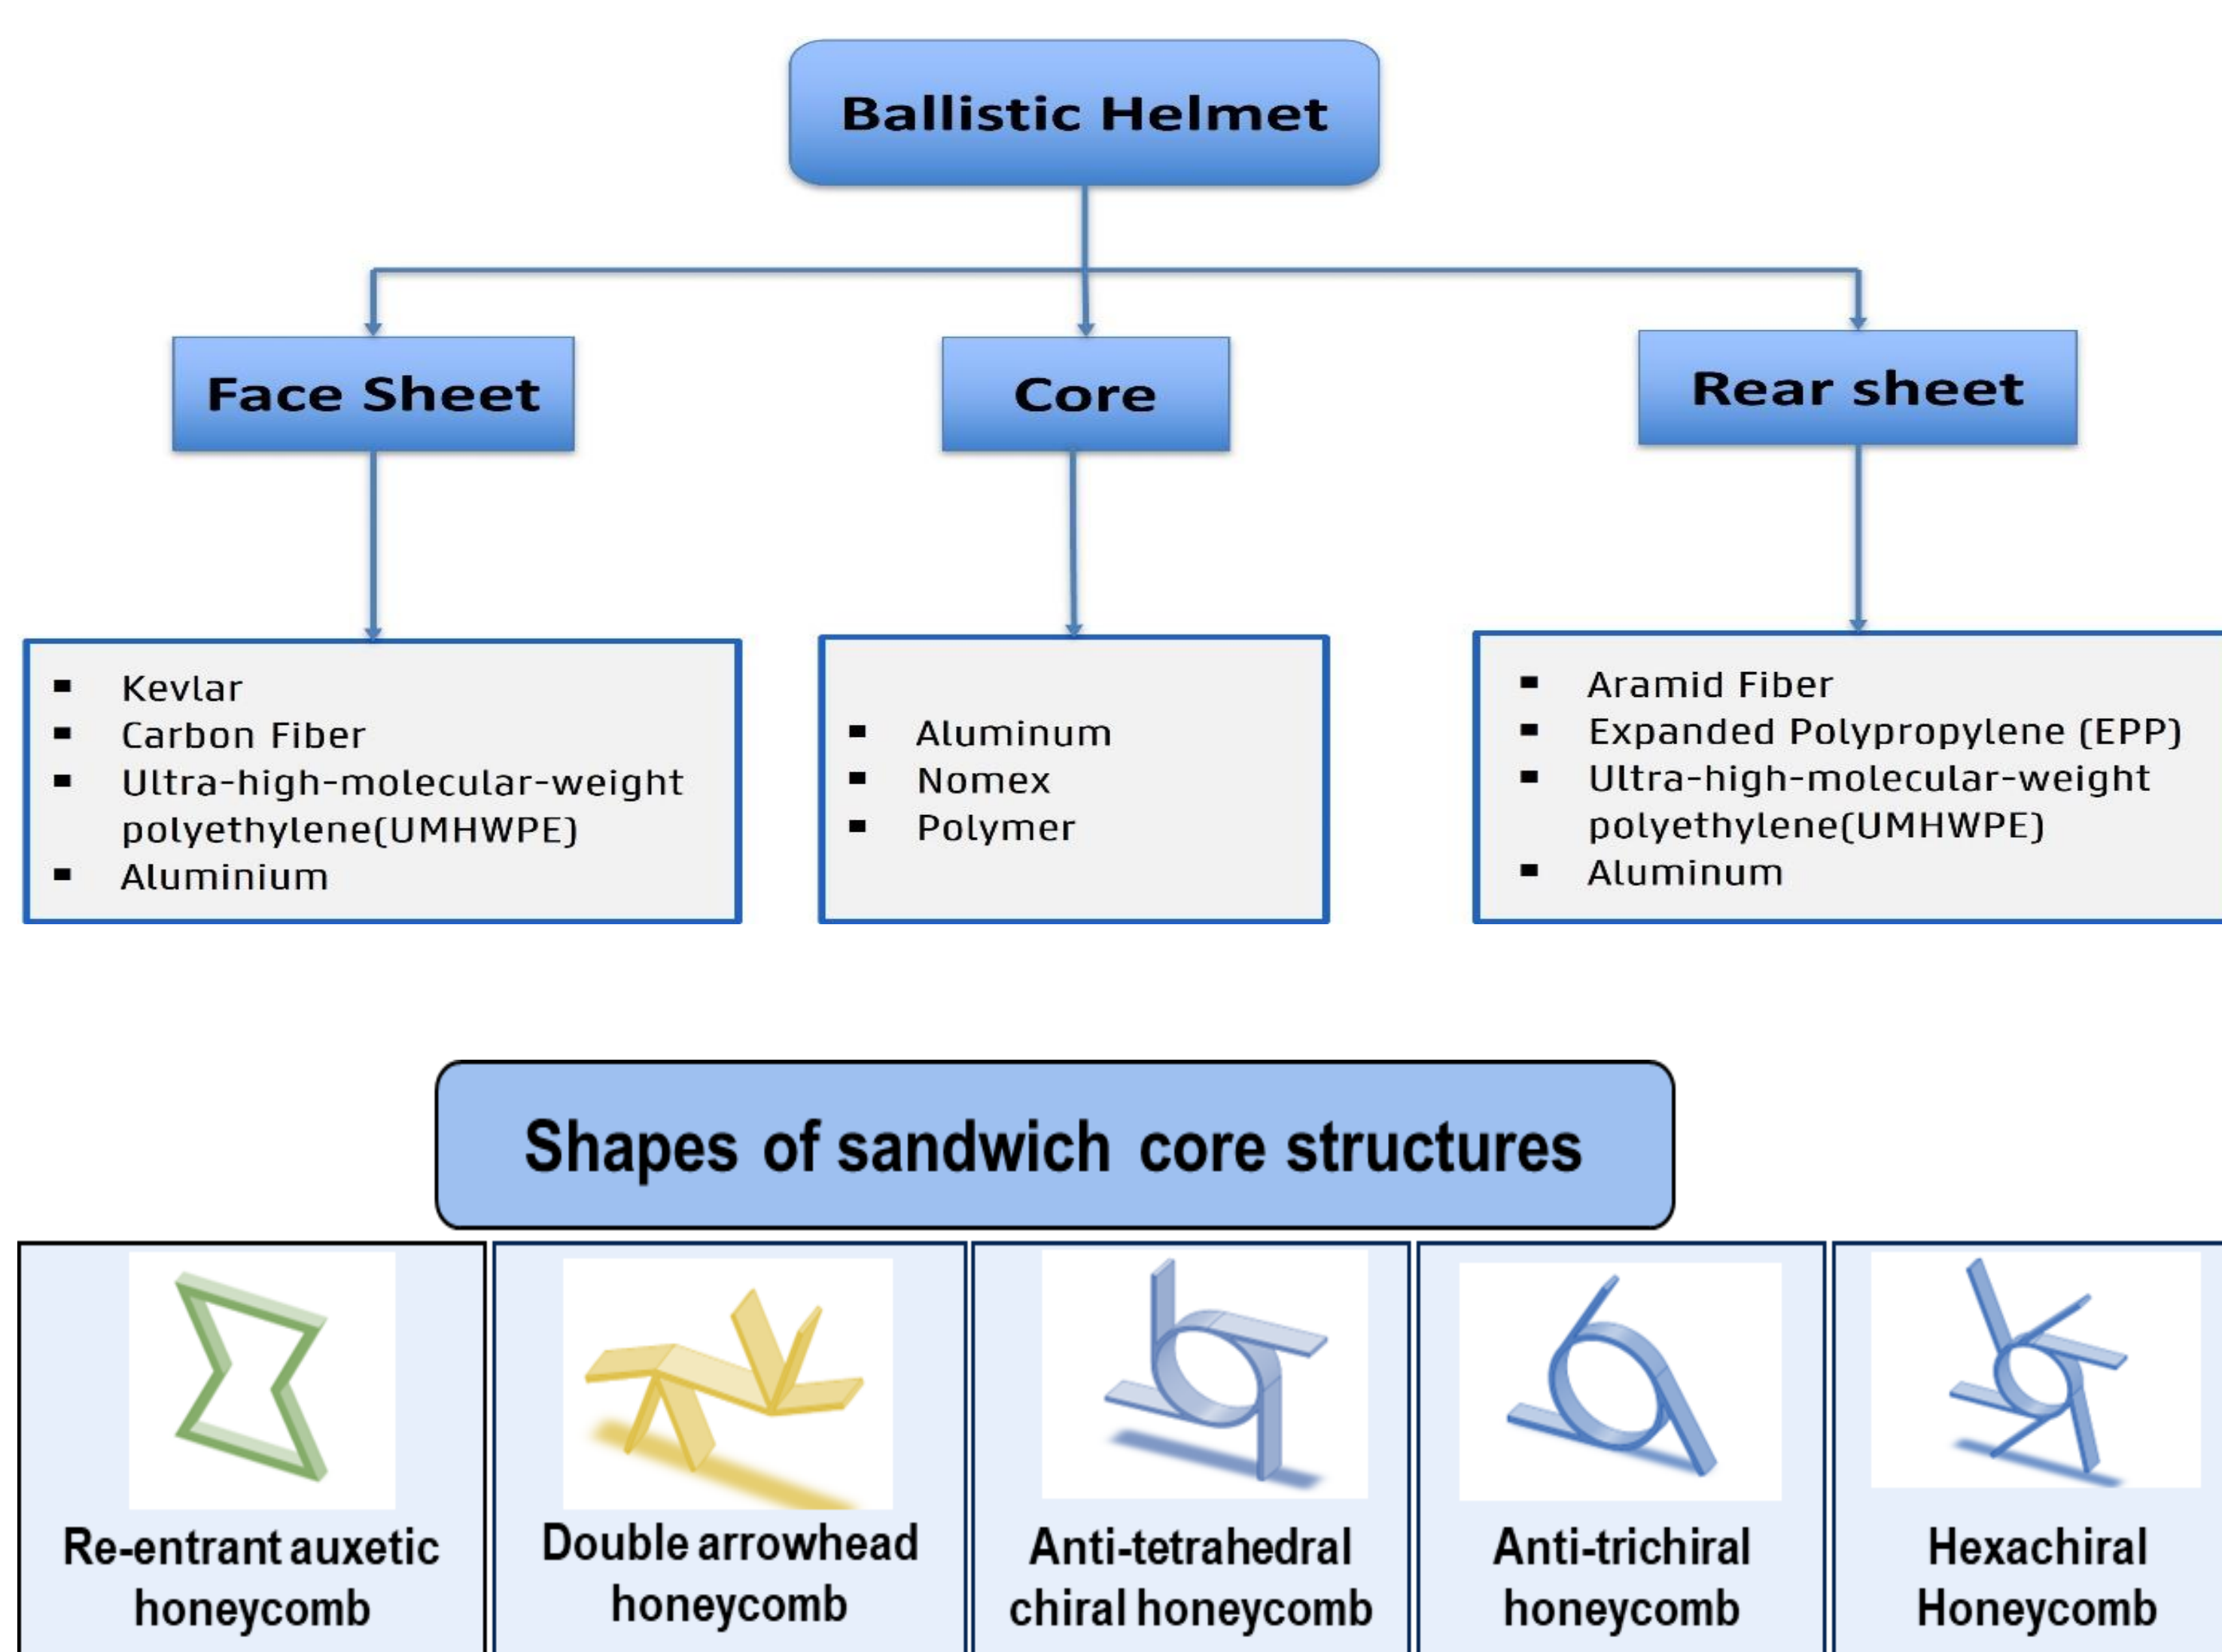 Ballistic Helmet
Face Sheet
Core
Rear sheet
▪ Kevlar
▪ Carbon Fiber
▪ Ultra-high-molecular-weight
polyethylene(UMHWPE)
▪ Aluminium
▪ Aluminum
▪ Nomex
▪ Polymer
▪ Aramid Fiber
▪ Expanded Polypropylene (EPP)
▪ Ultra-high-molecular-weight
polyethylene(UMHWPE)
▪ Aluminum
Shapes of sandwich core structures
Re-entrant auxetic
honeycomb
Double arrowhead
honeycomb
Anti-tetrahedral
chiral honeycomb
Anti-trichiral
honeycomb
Hexachiral
Honeycomb